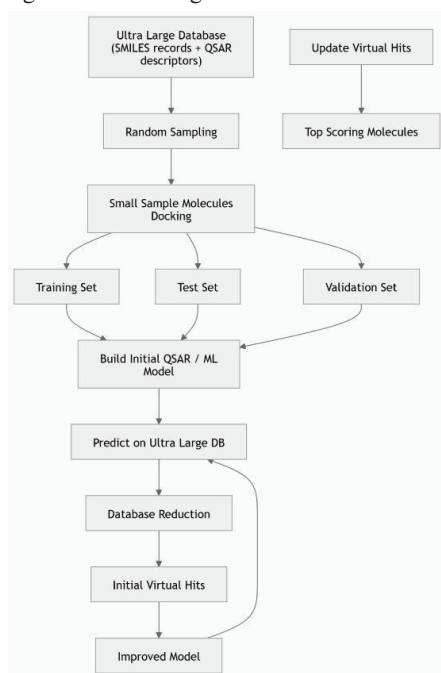 Ultra Large Database
(SMILES records + QSAR
descriptors)
Update Virtual Hits
Random Sampling
Top Scoring Molecules
Small Sample Molecules
Docking
Training Set
Test Set
Validation Set
Build Initial QSAR / ML
Model
Predict on Ultra Large DB
Database Reduction
Initial Virtual Hits
Improved Model